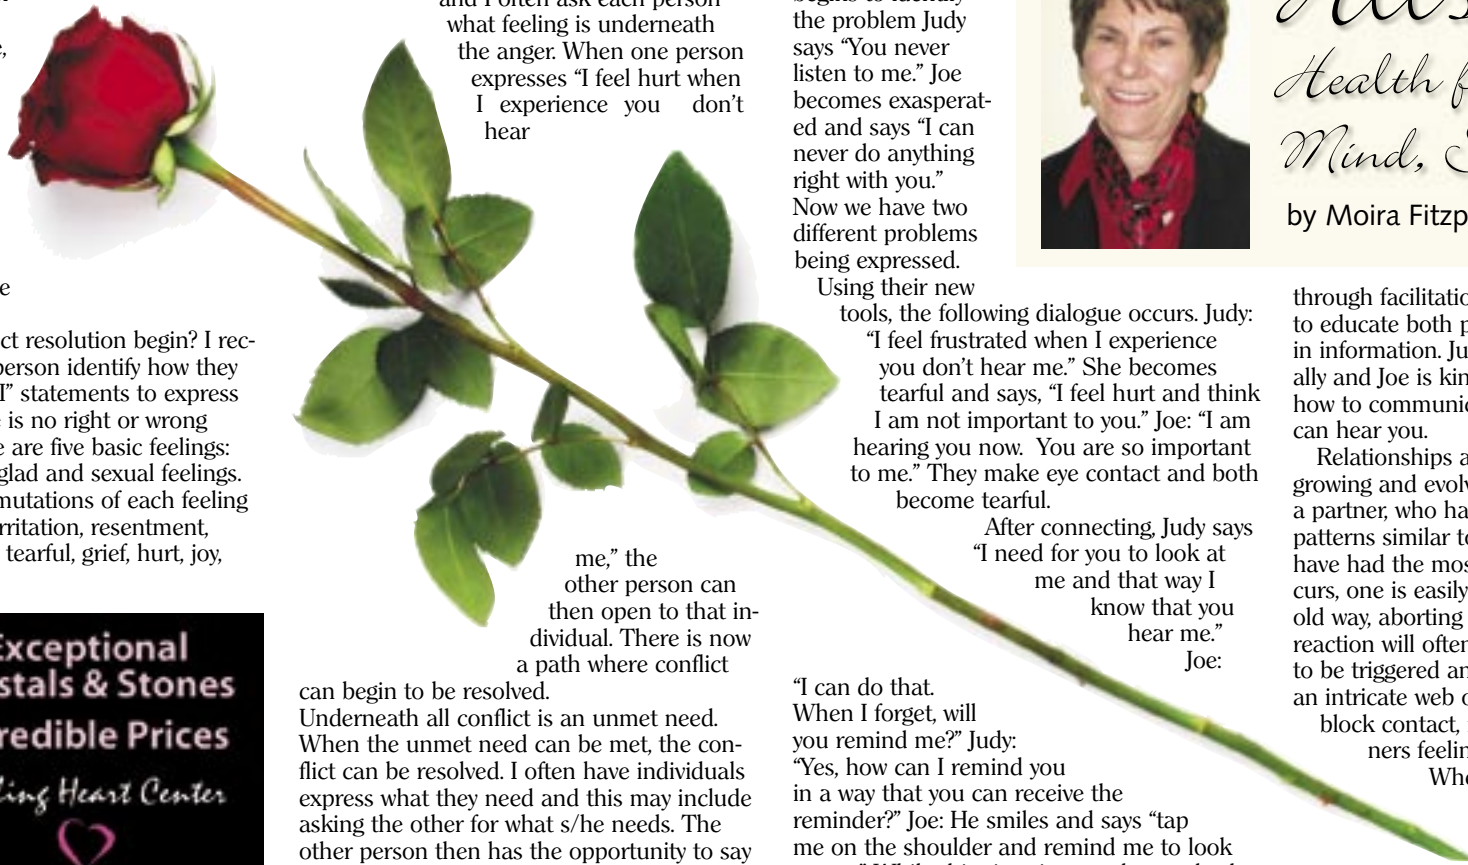 e,
e
ct resolution begin? I rec-
person identify how they
I” statements to express
is no right or wrong
e are five basic feelings:
glad and sexual feelings.
mutations of each feeling
rritation, resentment,
tearful, grief, hurt, joy,
Exceptional
stals & Stones
redible Prices
ling Heart Center
and I often ask each person
what feeling is underneath
the anger. When one person
expresses “I feel hurt when
I experience you don’t
hear
me,” the
other person can
then open to that in-
dividual. There is now
a path where conflict
can begin to be resolved.
Underneath all conflict is an unmet need.
When the unmet need can be met, the con-
flict can be resolved. I often have individuals
express what they need and this may include
asking the other for what s/he needs. The
other person then has the opportunity to say
begins to identify
the problem Judy
says “You never
listen to me.” Joe
becomes exasperat-
ed and says “I can
never do anything
right with you.”
Now we have two
different problems
being expressed.
Using their new
tools, the following dialogue occurs. Judy:
“I feel frustrated when I experience
you don’t hear me.” She becomes
tearful and says, “I feel hurt and think
I am not important to you.” Joe: “I am
hearing you now. You are so important
to me.” They make eye contact and both
become tearful.
After connecting, Judy says
“I need for you to look at
me and that way I
know that you
hear me.”
Joe:
“I can do that.
When I forget, will
you remind me?” Judy:
“Yes, how can I remind you
in a way that you can receive the
reminder?” Joe: He smiles and says “tap
me on the shoulder and remind me to look
Health f
Mind, S
by Moira Fitzp
through facilitatio
to educate both p
in information. Ju
ally and Joe is kin
how to communic
can hear you.
Relationships a
growing and evolv
a partner, who ha
patterns similar to
have had the mos
curs, one is easily
old way, aborting
reaction will often
to be triggered an
an intricate web o
block contact,
ners feelin
Whe